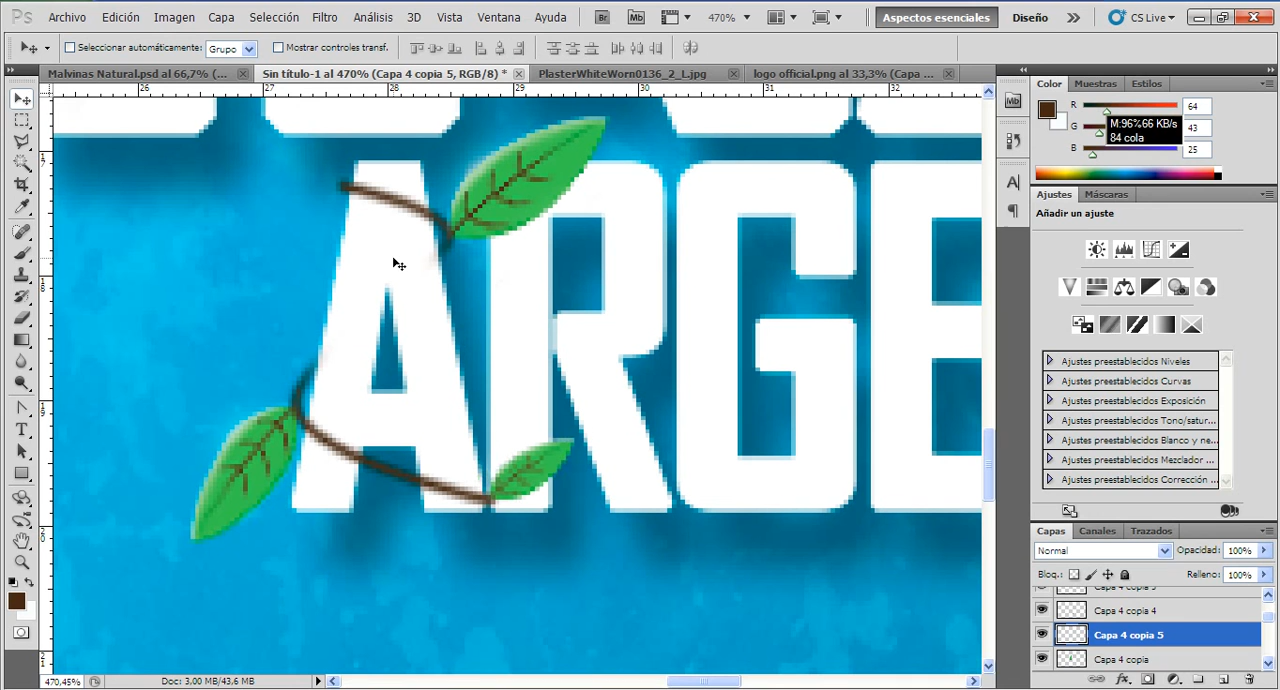 Ps Archivo Edición Imagen Capa Selección Filtro Análisis 3D Vista Ventana Ayuda Br Mb 470% Aspectos esenciales Diseño CS Live
Seleccionar automáticamente: Grupo Mostrar controles transf.
Malvinas Natural.psd al 66,7% (... Sin título-1 al 470% (Capa 4 copia 5, RGB/8) * PlasterWhiteWorn0136_2_L.jpg logo official.png al 33,3% (Capa ...
26 27 28 29 30 31 32
ARGE
Mb
Color Muestras Estilos
R 64
G 43
B 25
M:96%66 KB/s
84 cola
Ajustes Máscaras
Añadir un ajuste
Ajustes preestablecidos Niveles
Ajustes preestablecidos Curvas
Ajustes preestablecidos Exposición
Ajustes preestablecidos Tono/satur...
Ajustes preestablecidos Blanco y ne...
Ajustes preestablecidos Mezclador ...
Ajustes preestablecidos Corrección ...
Capas Canales Trazados
Normal Opacidad: 100%
Bloq.: Relleno: 100%
Capa 4 copia 4
Capa 4 copia 5
Capa 4 copia
470,45% Doc: 3,00 MB/43,6 MB